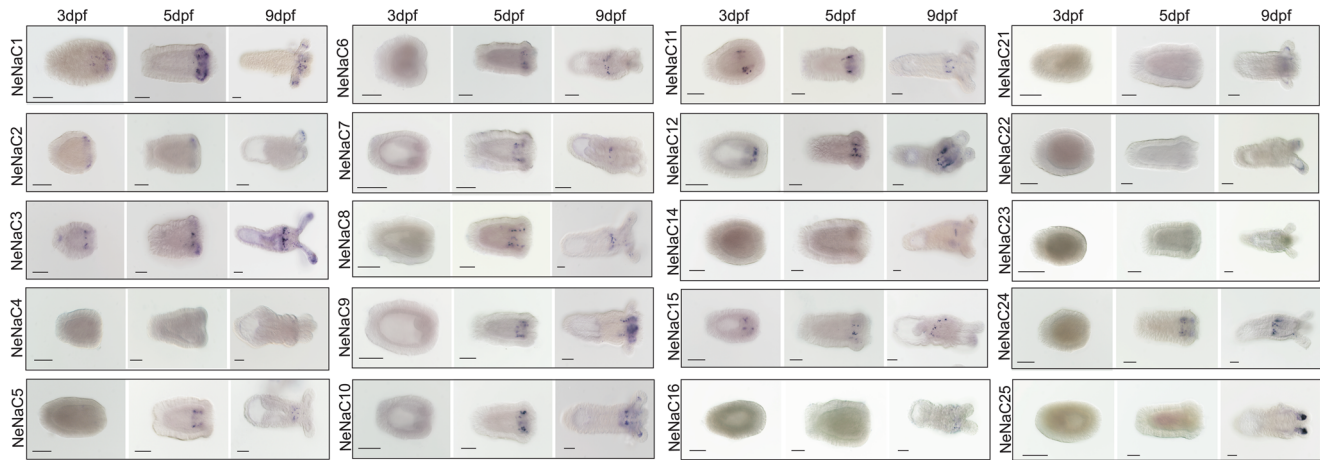 3dpf 5dpf 9dpf 3dpf 5dpf 9dpf 3dpf 5dpf 9dpf 3dpf 5dpf 9dpf
NeNaC1 NeNaC6 NeNaC11 NeNaC21
NeNaC2 NeNaC7 NeNaC12 NeNaC22
NeNaC3 NeNaC8 NeNaC14 NeNaC23
NeNaC4 NeNaC9 NeNaC15 NeNaC24
NeNaC5 NeNaC10 NeNaC16 NeNaC25